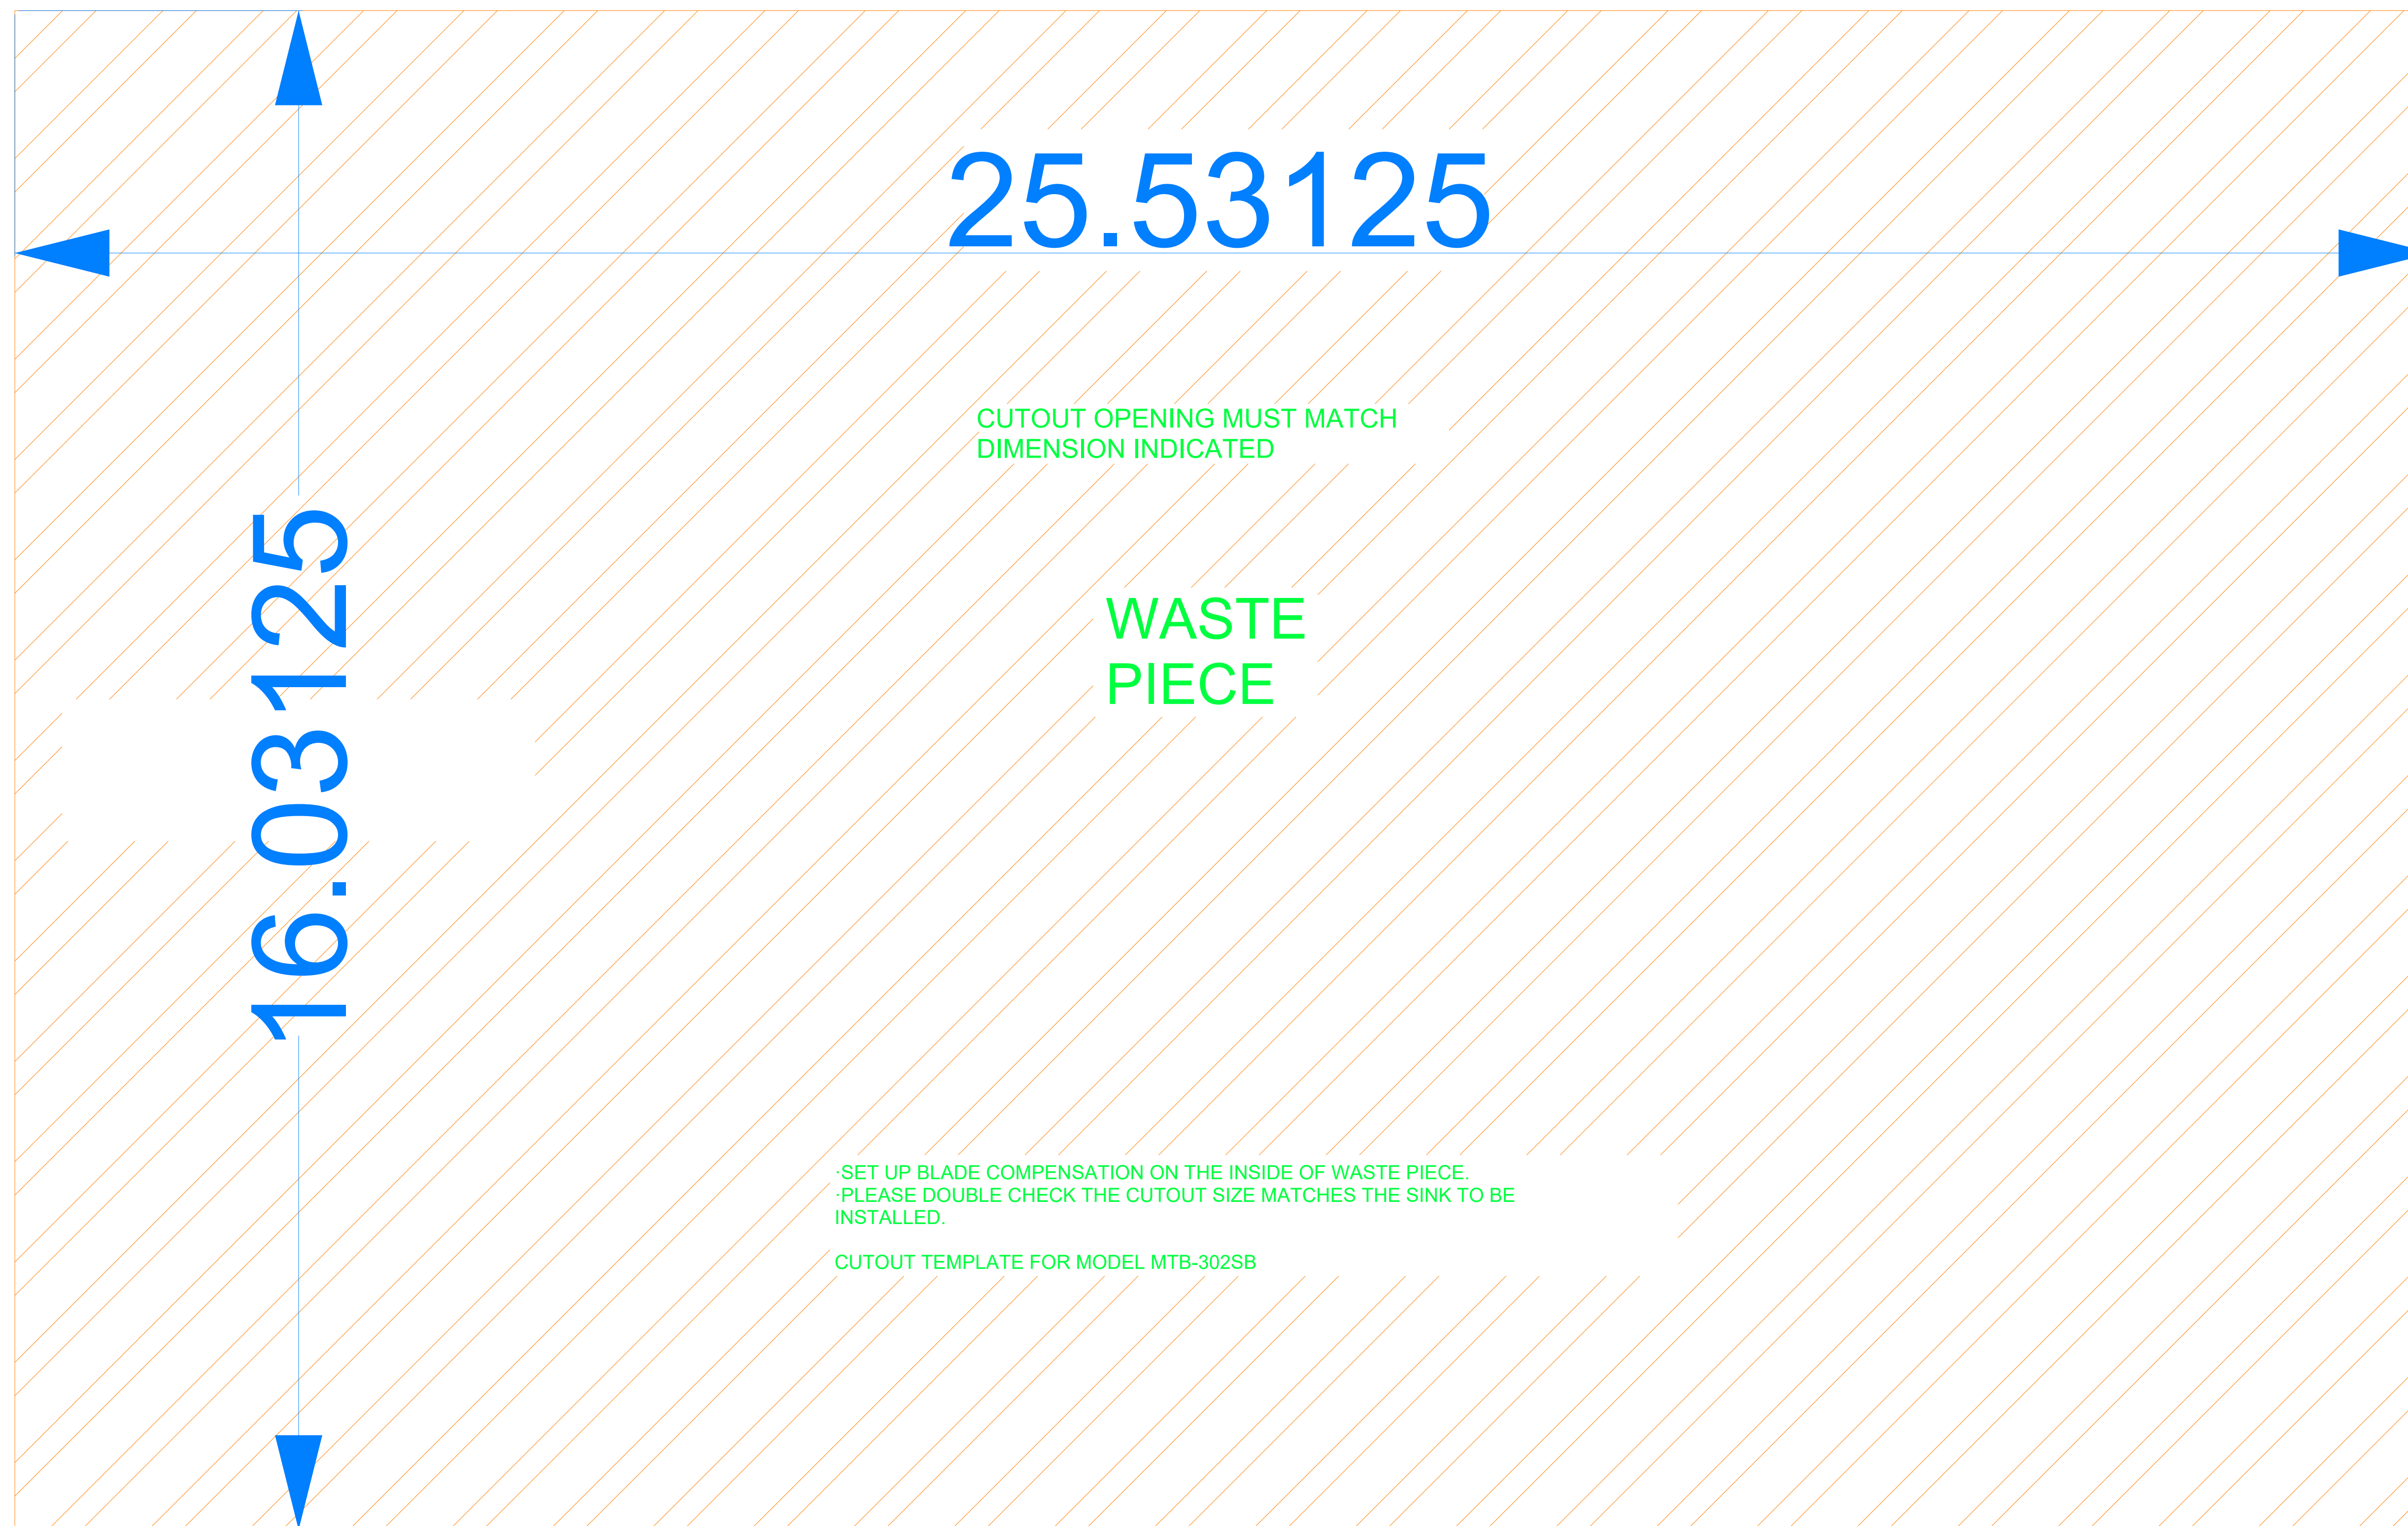 25.53125
CUTOUT OPENING MUST MATCH
DIMENSION INDICATED
16.03125
WASTE
PIECE
·SET UP BLADE COMPENSATION ON THE INSIDE OF WASTE PIECE.
·PLEASE DOUBLE CHECK THE CUTOUT SIZE MATCHES THE SINK TO BE
INSTALLED.
CUTOUT TEMPLATE FOR MODEL MTB-302SB